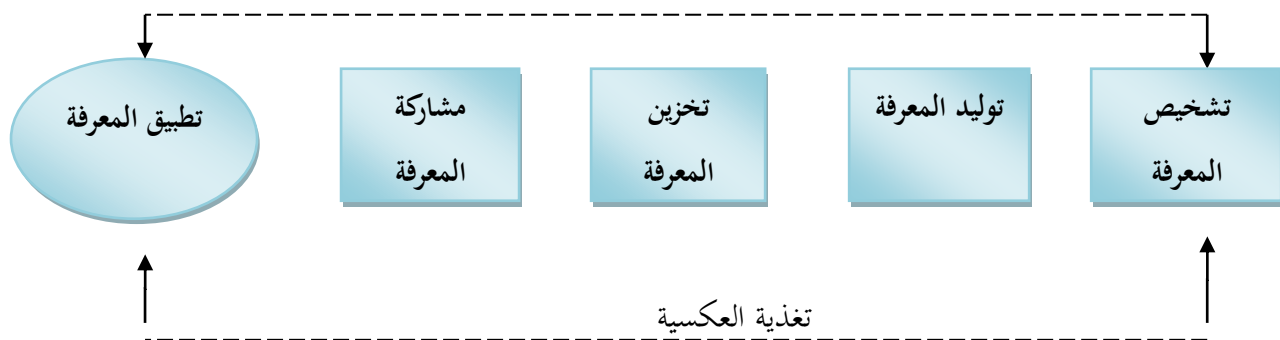 تشخيص
المعرفة
توليد المعرفة
تخزين
المعرفة
مشاركة
المعرفة
تطبيق المعرفة
تغذية العكسية